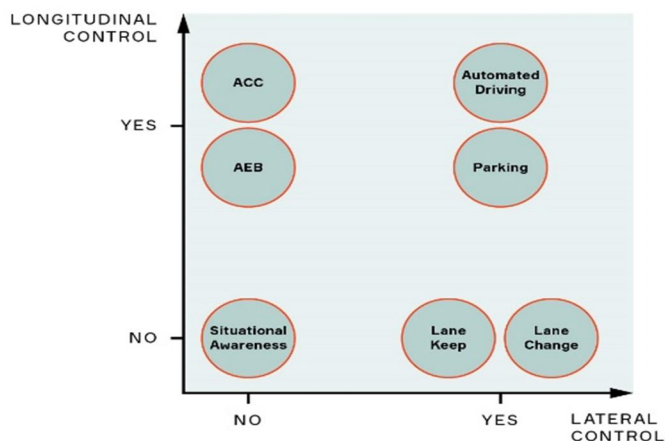 LONGITUDINAL
CONTROL
ACC
Automated
Driving
YES
AEB
Parking
NO
Situational
Awareness
Lane
Keep
Lane
Change
NO
YES
LATERAL
CONTROL